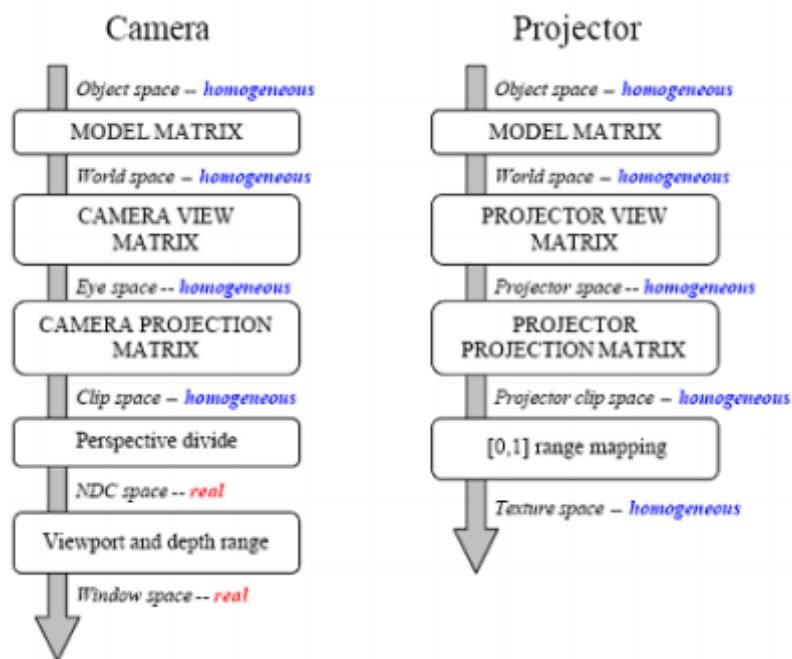 Camera
Object space – homogeneous
MODEL MATRIX
World space – homogeneous
CAMERA VIEW
MATRIX
Eye space -- homogeneous
CAMERA PROJECTION
MATRIX
Clip space – homogeneous
Perspective divide
NDC space -- real
Viewport and depth range
Window space -- real
Projector
Object space – homogeneous
MODEL MATRIX
World space – homogeneous
PROJECTOR VIEW
MATRIX
Projector space -- homogeneous
PROJECTOR
PROJECTION MATRIX
Projector clip space – homogeneous
[0,1] range mapping
Texture space – homogeneous